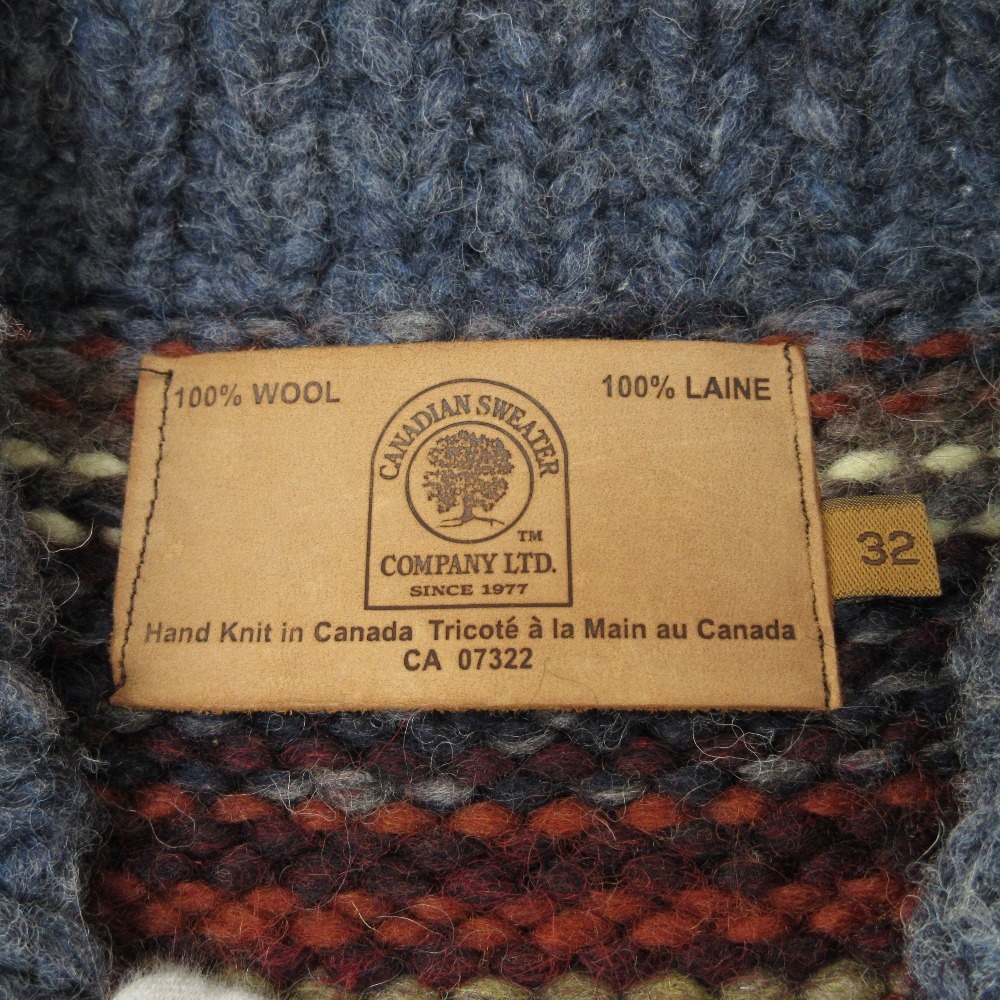 100% WOOL
100% LAINE
CANADIAN SWEATER
TM
COMPANY LTD.
SINCE 1977
32
Hand Knit in Canada Tricoté à la Main au Canada
CA 07322